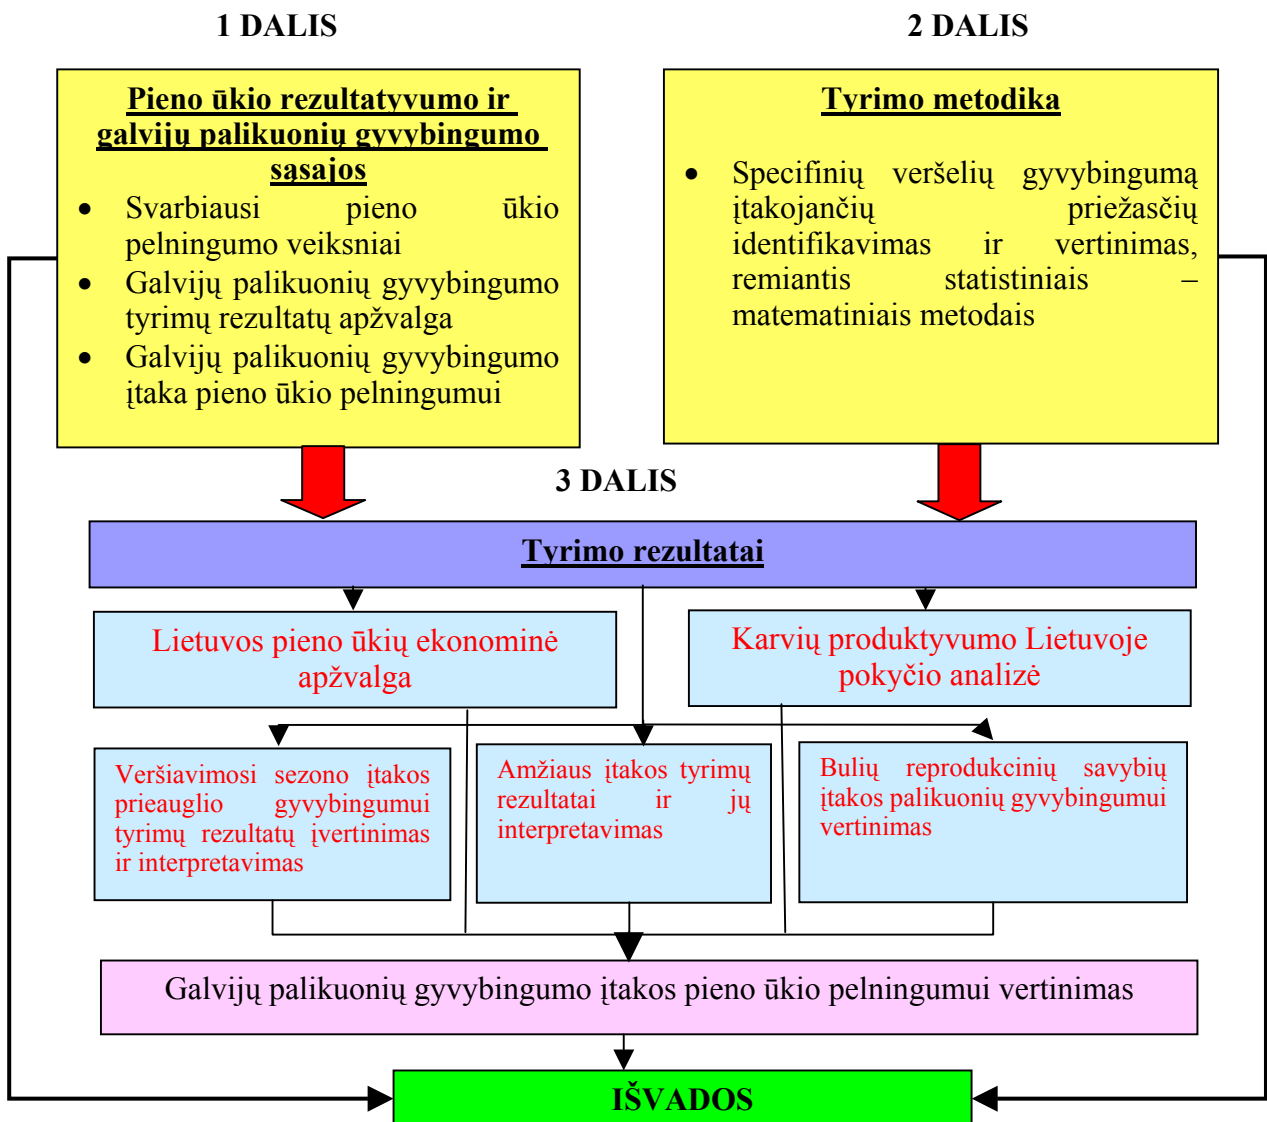 1 DALIS
2 DALIS
Pieno ūkio rezultatyvumo ir
galvijų palikuonių gyvybingumo
sąsajos
• Svarbiausi pieno ūkio
pelningumo veiksniai
• Galvijų palikuonių gyvybingumo
tyrimų rezultatų apžvalga
• Galvijų palikuonių gyvybingumo
įtaka pieno ūkio pelningumui
Tyrimo metodika
• Specifinių veršelių gyvybingumą
įtakojančių priežasčių
identifikavimas ir vertinimas,
remiantis statistiniais –
matematiniais metodais
3 DALIS
Tyrimo rezultatai
Lietuvos pieno ūkių ekonominė
apžvalga
Karvių produktyvumo Lietuvoje
pokyčio analizė
Veršiavimosi sezono įtakos
prieauglio gyvybingumui
tyrimų rezultatų įvertinimas
ir interpretavimas
Amžiaus įtakos tyrimų
rezultatai ir jų
interpretavimas
Bulių reprodukcinių savybių
įtakos palikuonių gyvybingumui
vertinimas
Galvijų palikuonių gyvybingumo įtakos pieno ūkio pelningumui vertinimas
IŠVADOS